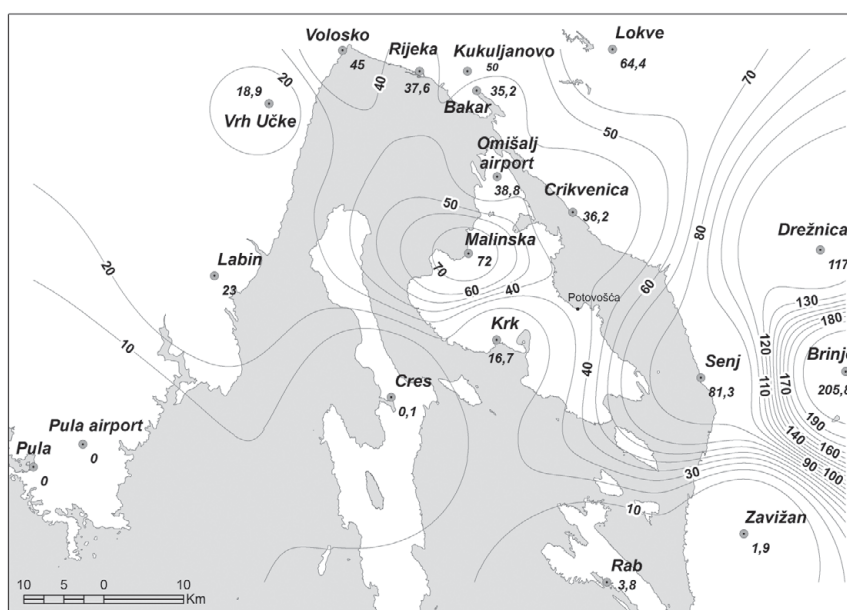 Volosko
45
Rijeka
37,6
Kukuljanovo
50
Lokve
64,4
35,2
Bakar
18,9
Vrh Učke
20
40
70
50
Omišalj
airport
38,8
Crikvenica
36,2
50
80
Drežnica
117
Malinska
72
70
60
40
60
Labin
23
20
10
Potovošća
130
180
120
Krk
16,7
40
Brinje
205,8
Senj
81,3
110
170
Cres
0,1
190
140
160
90
100
Pula airport
0
Pula
0
30
10
Zavižan
1,9
Rab
3,8
10 5 0 10
Km